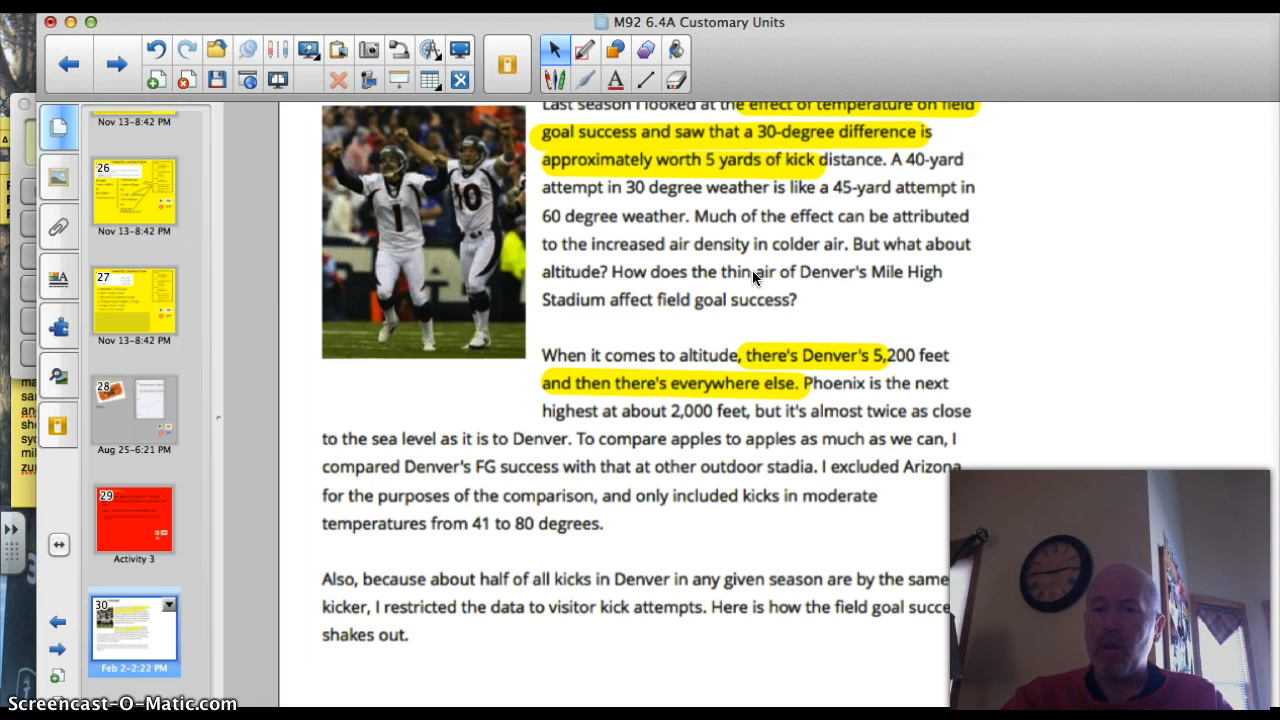 M92 6.4A Customary Units
Nov 13-8:42 PM
26
Nov 13-8:42 PM
27
Nov 13-8:42 PM
28
Aug 25-6:21 PM
29
Activity 3
30
Feb 2-2:22 PM
Last season I looked at the effect of temperature on field
goal success and saw that a 30-degree difference is
approximately worth 5 yards of kick distance. A 40-yard
attempt in 30 degree weather is like a 45-yard attempt in
60 degree weather. Much of the effect can be attributed
to the increased air density in colder air. But what about
altitude? How does the thin air of Denver's Mile High
Stadium affect field goal success?
When it comes to altitude, there's Denver's 5,200 feet
and then there's everywhere else. Phoenix is the next
highest at about 2,000 feet, but it's almost twice as close
to the sea level as it is to Denver. To compare apples to apples as much as we can, I
compared Denver's FG success with that at other outdoor stadia. I excluded Arizona
for the purposes of the comparison, and only included kicks in moderate
temperatures from 41 to 80 degrees.
Also, because about half of all kicks in Denver in any given season are by the same
kicker, I restricted the data to visitor kick attempts. Here is how the field goal succe
shakes out.
1
10
Screencast-O-Matic.com